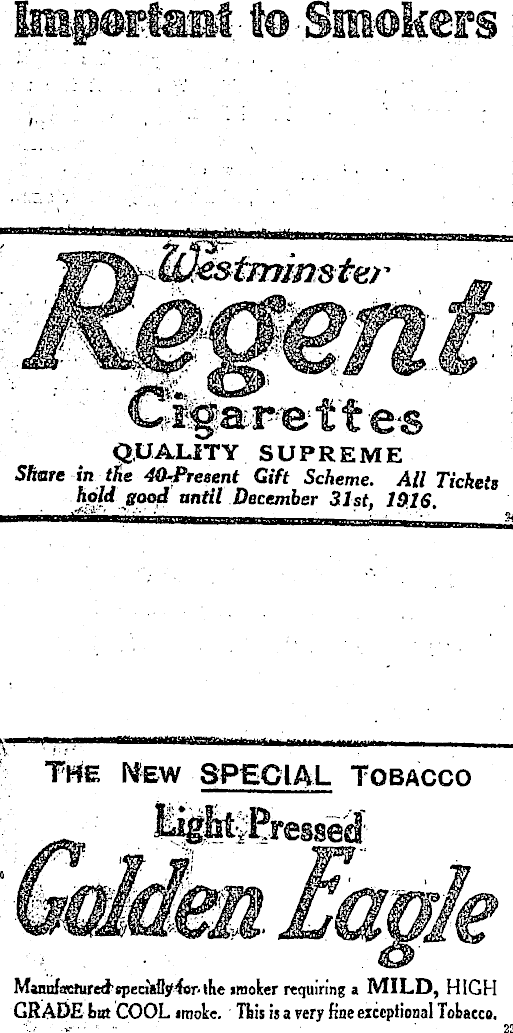 Important to Smokers
Westminster
Regent
Cigarettes
QUALITY SUPREME
Share in the 40-Present Gift Scheme. All Tickets
hold good until December 31st, 1916.
THE NEW SPECIAL TOBACCO
Light Pressed
Golden Eagle
Manufactured specially for the smoker requiring a MILD, HIGH
GRADE but COOL smoke. This is a very fine exceptional Tobacco.